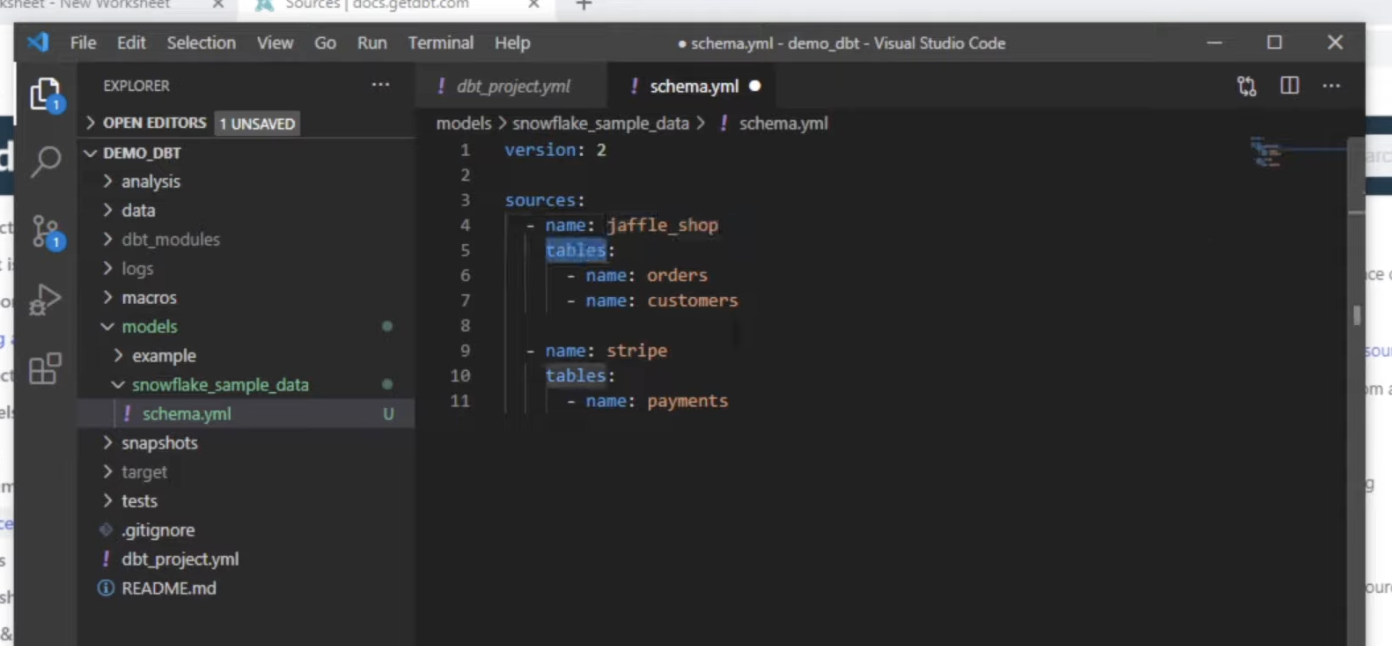 ksheet - New Worksheet
Sources | docs.getdbt.com
File Edit Selection View Go Run Terminal Help
● schema.yml - demo_dbt - Visual Studio Code
EXPLORER
OPEN EDITORS 1 UNSAVED
DEMO_DBT
analysis
data
dbt_modules
logs
macros
models
example
snowflake_sample_data
! schema.yml U
snapshots
target
tests
.gitignore
! dbt_project.yml
README.md
1
1
! dbt_project.yml ! schema.yml ●
models > snowflake_sample_data > ! schema.yml
1 version: 2
2
3 sources:
4 - name: jaffle_shop
5 tables:
6 - name: orders
7 - name: customers
8
9 - name: stripe
10 tables:
11 - name: payments